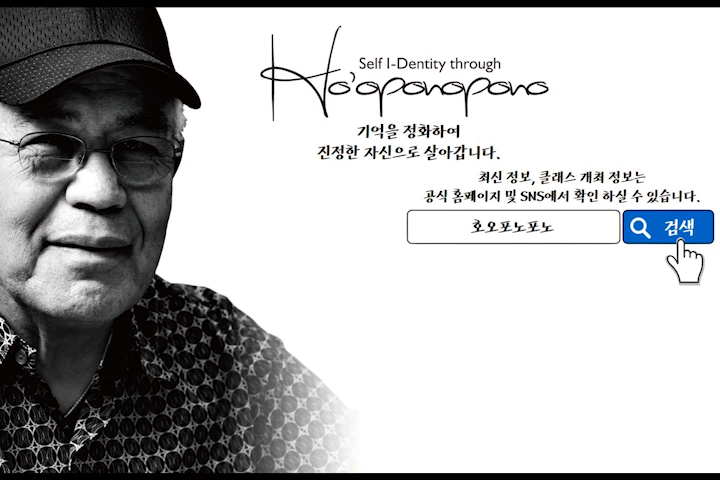 Self I-Dentity through
Ho'oponopono
기억을 정화하여
진정한 자신으로 살아갑니다.
최신 정보, 클래스 개최 정보는
공식 홈페이지 및 SNS에서 확인 하실 수 있습니다.
호오포노포노
검색